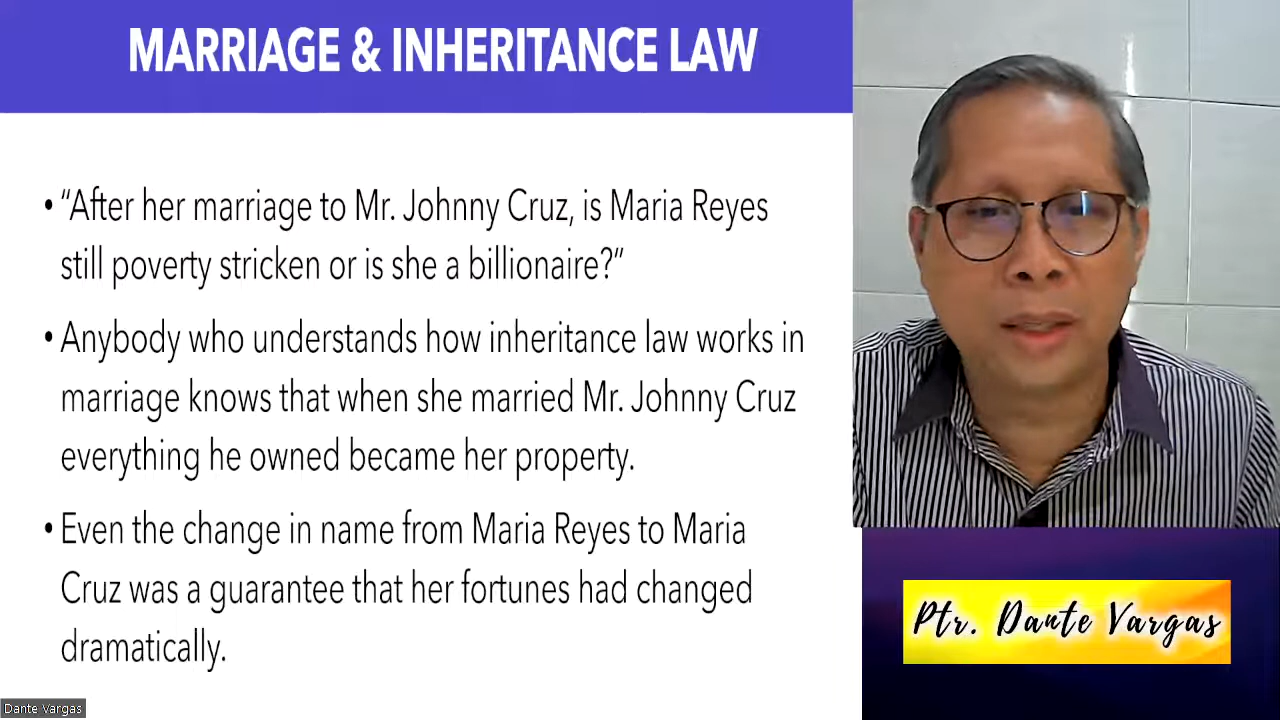 MARRIAGE & INHERITANCE LAW
• “After her marriage to Mr. Johnny Cruz, is Maria Reyes
still poverty stricken or is she a billionaire?”
• Anybody who understands how inheritance law works in
marriage knows that when she married Mr. Johnny Cruz
everything he owned became her property.
• Even the change in name from Maria Reyes to Maria
Cruz was a guarantee that her fortunes had changed
dramatically.
Ptr. Dante Vargas
Dante Vargas